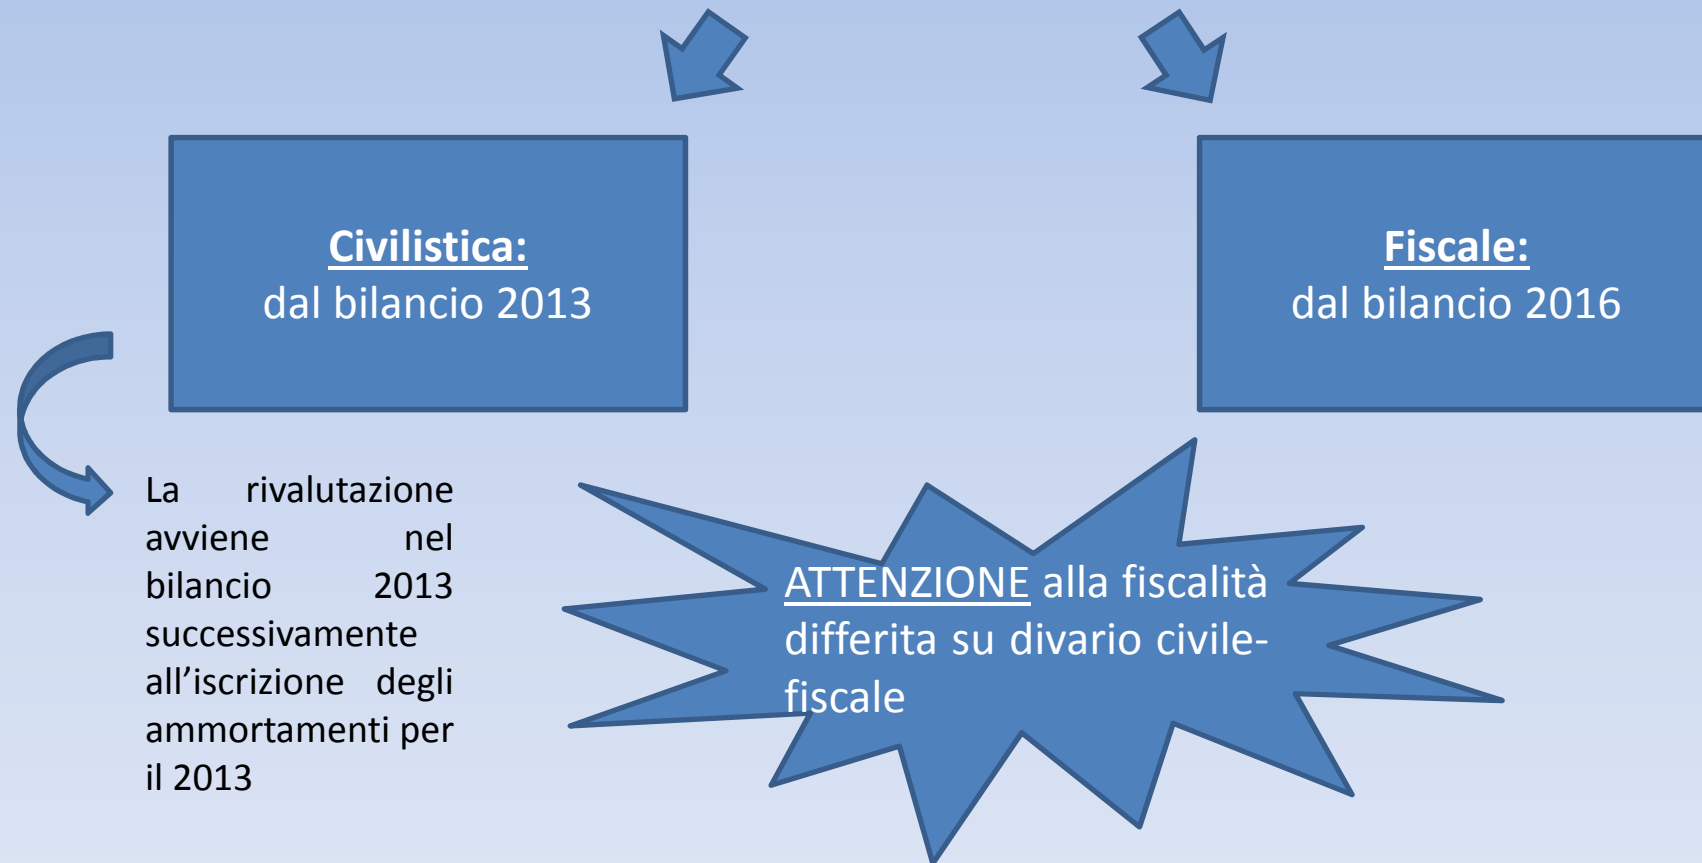 Civilistica:
dal bilancio 2013
Fiscale:
dal bilancio 2016
La rivalutazione
avviene nel
bilancio 2013
successivamente
all’iscrizione degli
ammortamenti per
il 2013
ATTENZIONE alla fiscalità
differita su divario civile-
fiscale